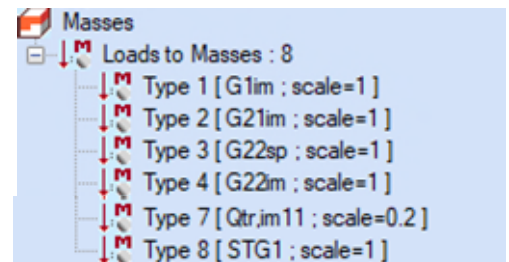 Masses
Loads to Masses : 8
Type 1 [ G1im ; scale=1 ]
Type 2 [ G21im ; scale=1 ]
Type 3 [ G22sp ; scale=1 ]
Type 4 [ G22im ; scale=1 ]
Type 7 [ Qtr,im11 ; scale=0.2 ]
Type 8 [ STG1 ; scale=1 ]